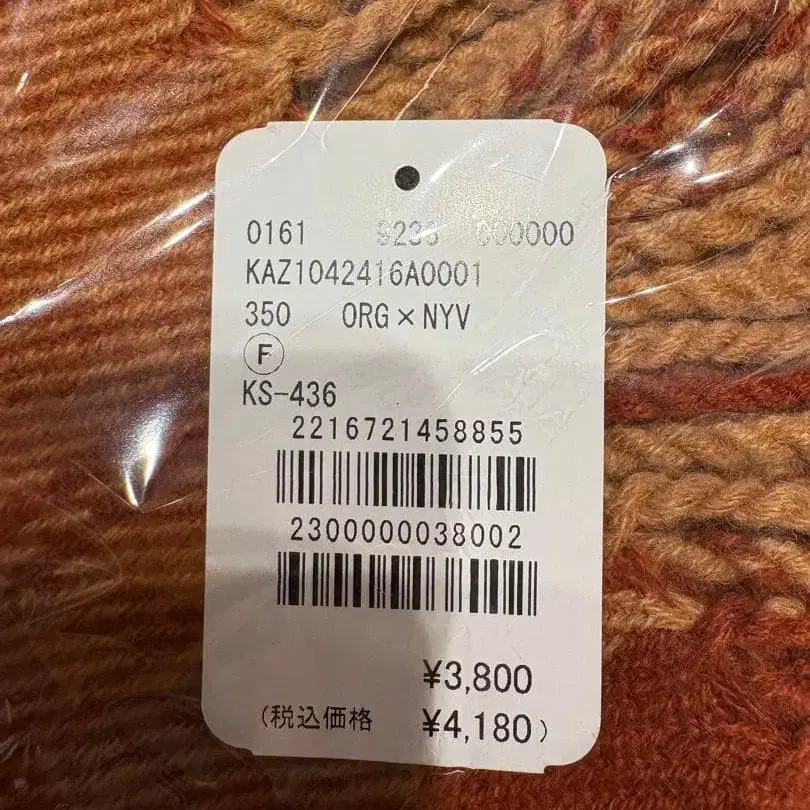 0161 9233 000000
KAZ1042416A0001
350 ORG×NYV
F
KS-436
2216721458855
2300000038002
¥3,800
(税込価格 ¥4,180)